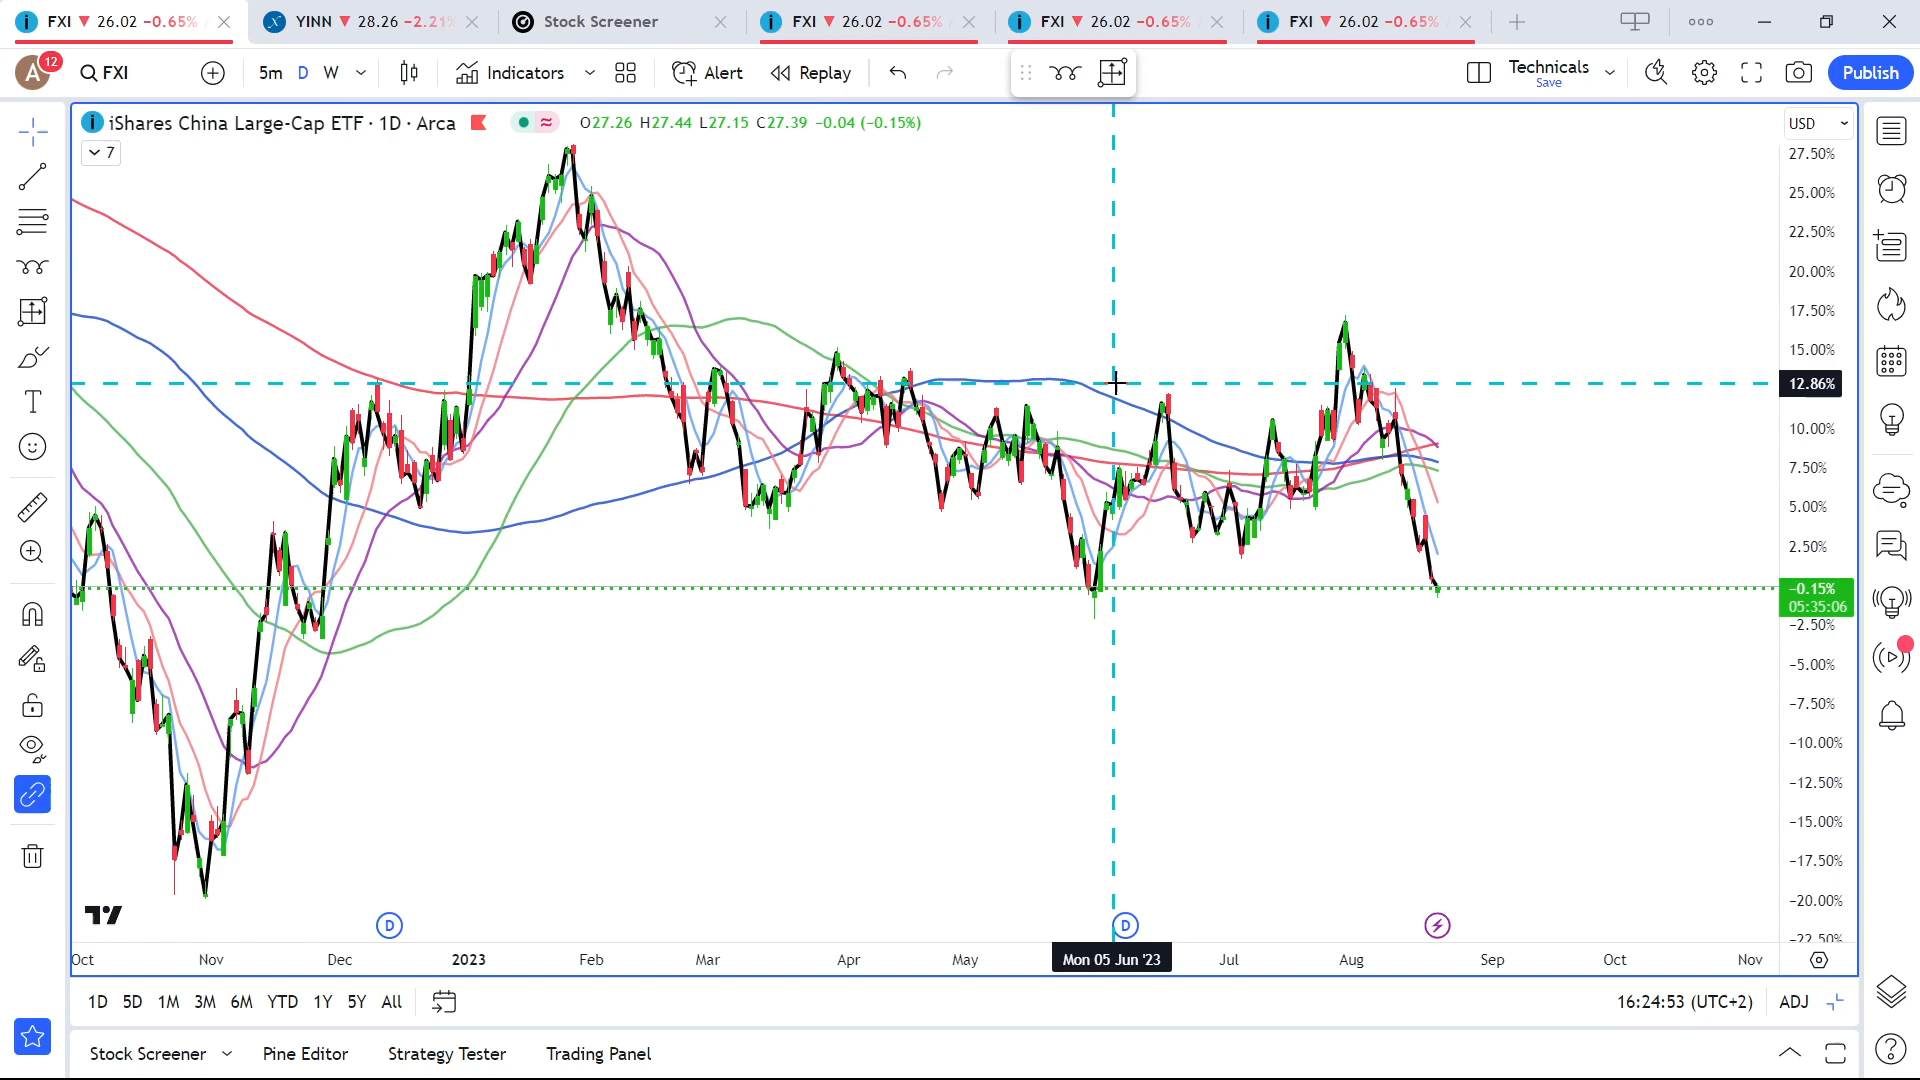 FXI ▼ 26.02 −0.65%
YINN ▼ 28.26 −2.21%
Stock Screener
FXI ▼ 26.02 −0.65%
FXI ▼ 26.02 −0.65%
FXI ▼ 26.02 −0.65%
A 12
FXI
5m D W
Indicators
Alert
Replay
Technicals
Save
Publish
iShares China Large-Cap ETF · 1D · Arca
O27.26 H27.44 L27.15 C27.39 −0.04 (−0.15%)
7
USD
27.50%
25.00%
22.50%
20.00%
17.50%
15.00%
12.86%
10.00%
7.50%
5.00%
2.50%
−0.15%
05:35:06
−2.50%
−5.00%
−7.50%
−10.00%
−12.50%
−15.00%
−17.50%
−20.00%
−22.50%
D
D
Oct Nov Dec 2023 Feb Mar Apr May Mon 05 Jun '23 Jul Aug Sep Oct Nov
1D 5D 1M 3M 6M YTD 1Y 5Y All
16:24:53 (UTC+2) ADJ
Stock Screener Pine Editor Strategy Tester Trading Panel